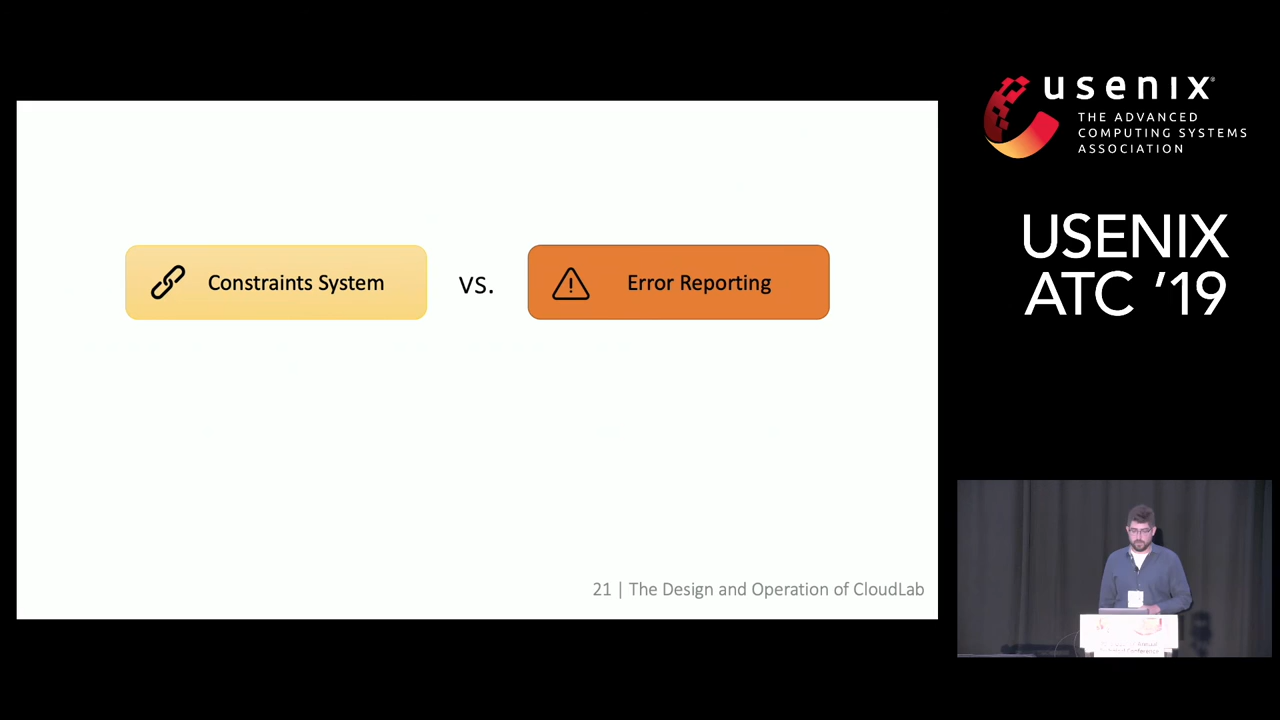 Constraints System
vs.
Error Reporting
21 | The Design and Operation of CloudLab
usenix
THE ADVANCED
COMPUTING SYSTEMS
ASSOCIATION
USENIX
ATC '19